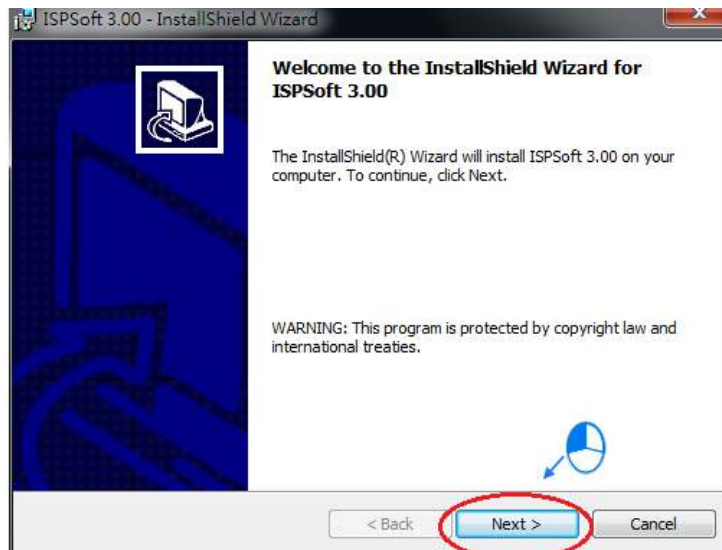 ISPSoft 3.00 - InstallShield Wizard
Welcome to the InstallShield Wizard for
ISPSoft 3.00
The InstallShield(R) Wizard will install ISPSoft 3.00 on your
computer. To continue, click Next.
WARNING: This program is protected by copyright law and
international treaties.
< Back
Next >
Cancel